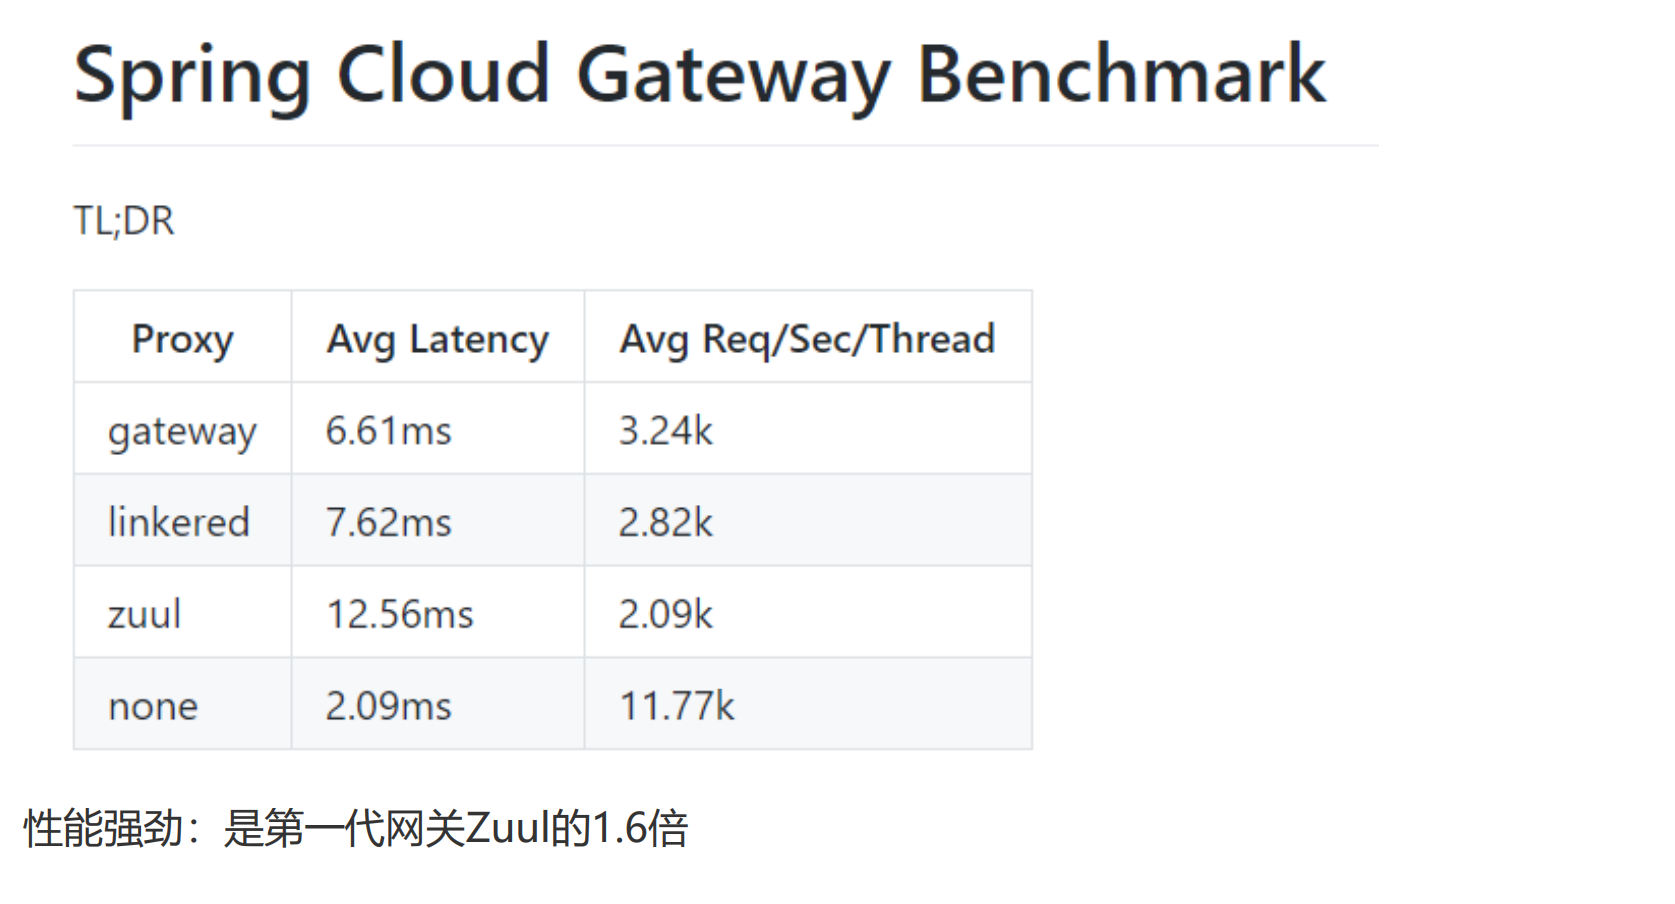 Spring Cloud Gateway Benchmark
TL;DR
Proxy Avg Latency Avg Req/Sec/Thread
gateway 6.61ms 3.24k
linkered 7.62ms 2.82k
zuul 12.56ms 2.09k
none 2.09ms 11.77k
性能强劲：是第一代网关Zuul的1.6倍